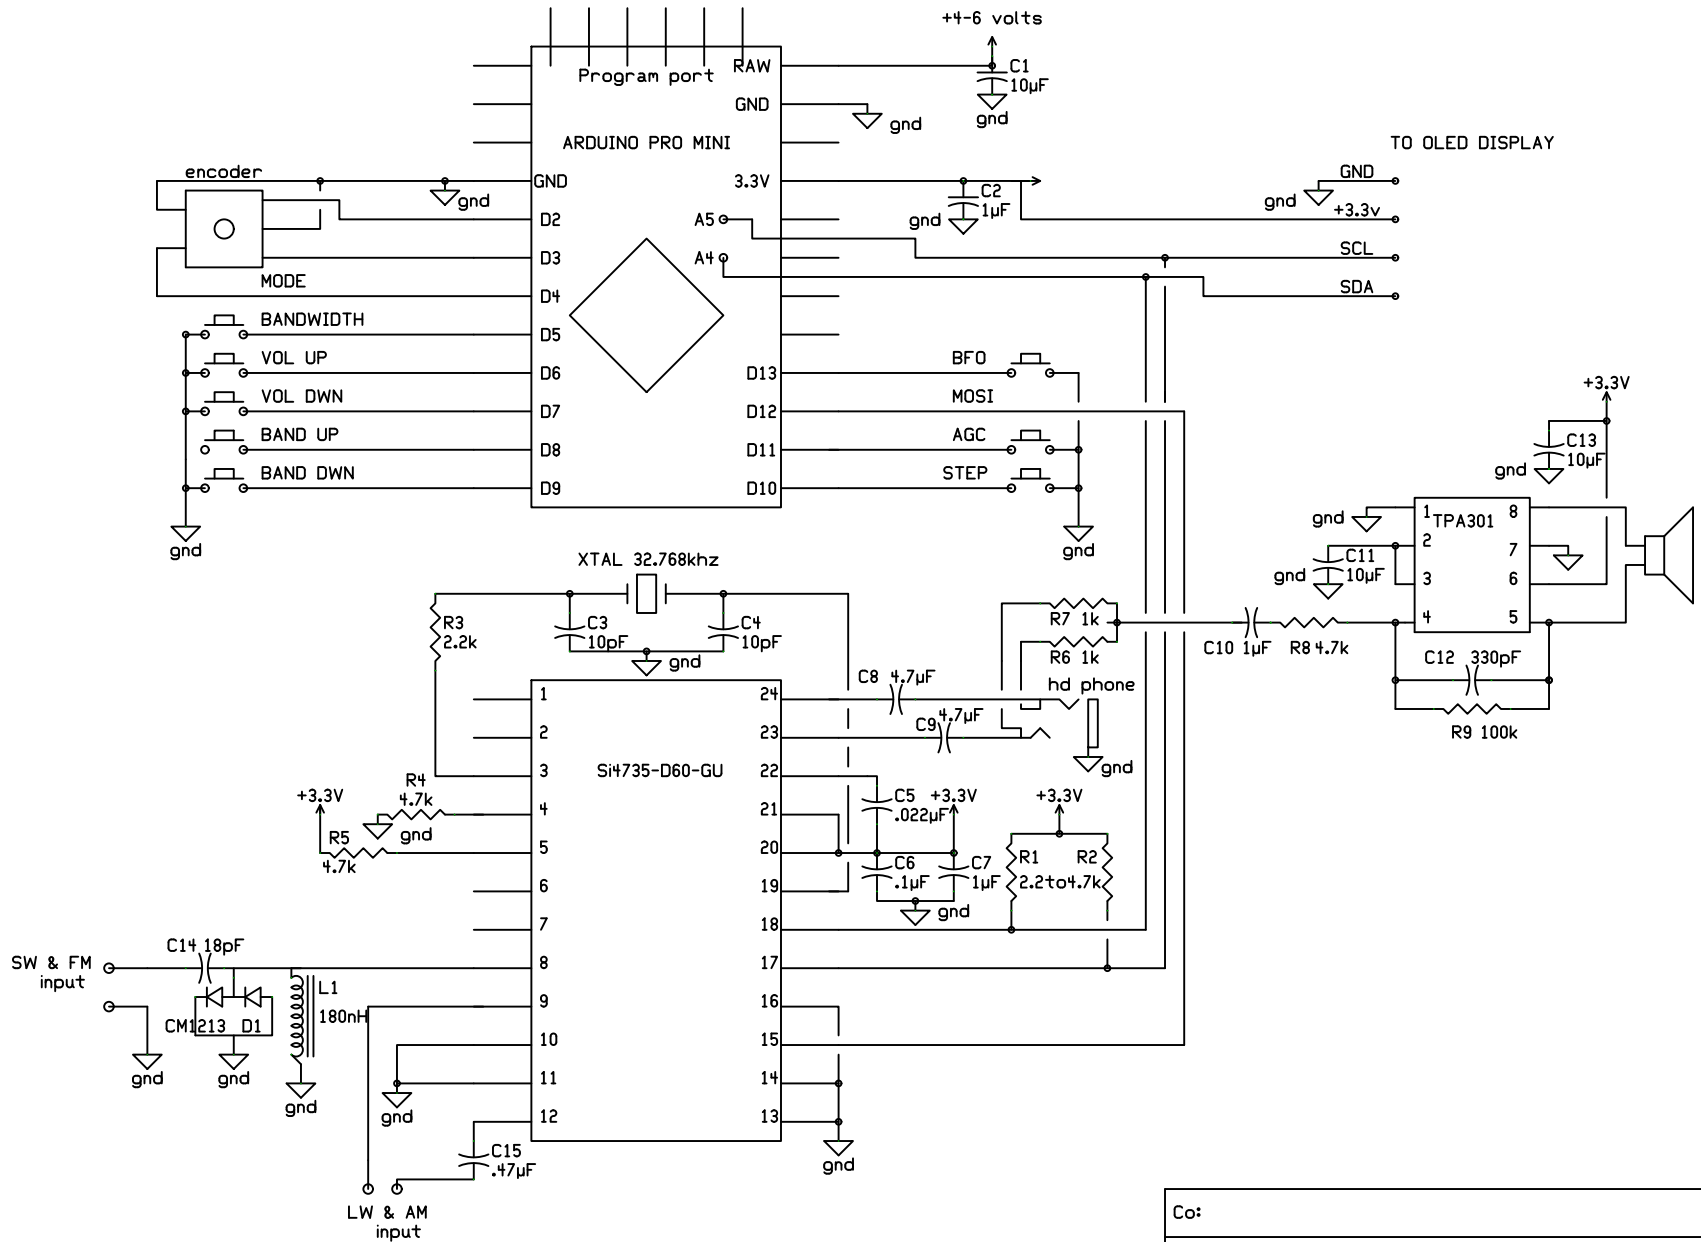 +4-6 volts
Program port
RAW
C1
10µF
GND
gnd
gnd
ARDUINO PRO MINI
TO OLED DISPLAY
encoder
GND
gnd
3.3V
C2
1µF
gnd
GND
gnd
+3.3v
D2
A5
D3
A4
SCL
MODE
D4
SDA
BANDWIDTH
D5
VOL UP
D6
D13
BFO
VOL DWN
D7
D12
MOSI
+3.3V
BAND UP
D8
D11
AGC
C13
10µF
gnd
BAND DWN
D9
D10
STEP
gnd
gnd
gnd
1
TPA301
8
2
7
3
6
4
5
C11
10µF
gnd
XTAL 32.768khz
R3
2.2k
C3
10pF
C4
10pF
gnd
R7 1k
R6 1k
C10 1µF
R8 4.7k
C12 330pF
R9 100k
hd phone
C8 4.7µF
C9
4.7µF
gnd
1
24
2
23
Si4735-D60-GU
3
22
4
21
5
20
6
19
7
18
8
17
9
16
10
15
11
14
12
13
R4
4.7k
gnd
+3.3V
R5
4.7k
C5
.022µF
+3.3V
+3.3V
C6
.1µF
C7
1µF
gnd
R1
R2
2.2to4.7k
C14 18pF
SW & FM
input
L1
180nH
CM1213 D1
gnd
gnd
gnd
gnd
gnd
C15
.47µF
LW & AM
input
Co: